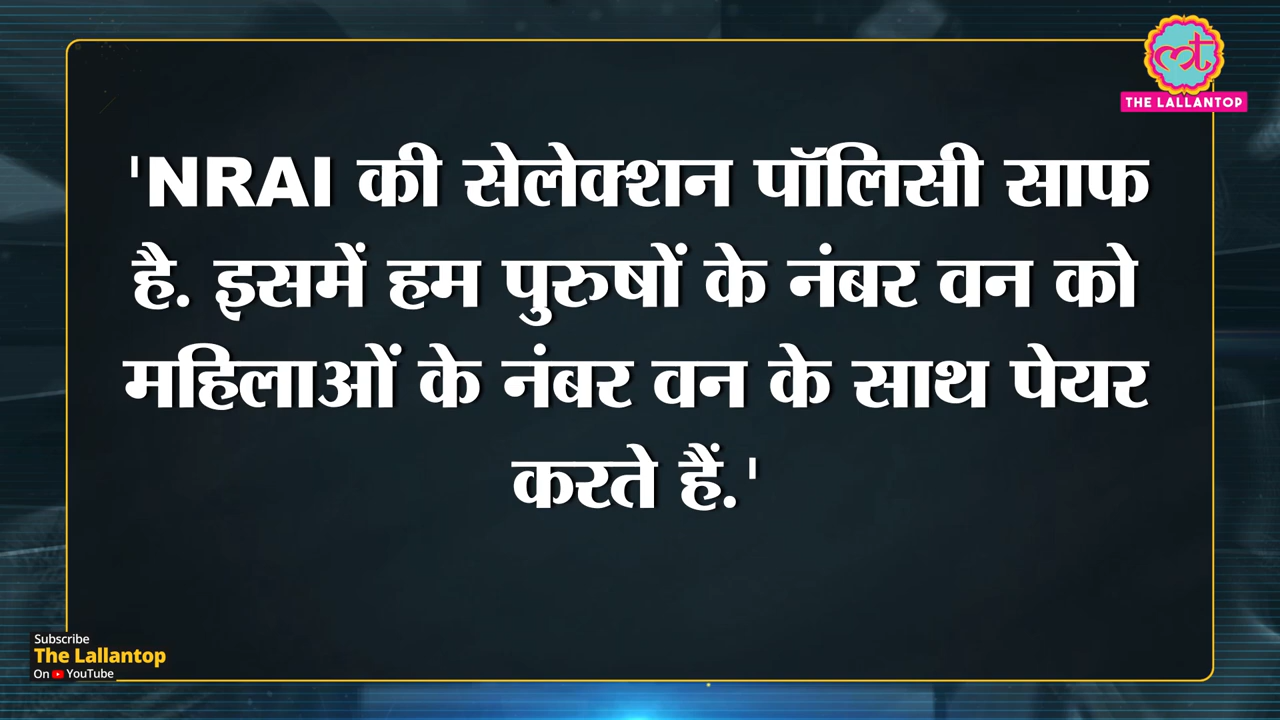 THE LALLANTOP
'NRAI की सेलेक्शन पॉलिसी साफ
है. इसमें हम पुरुषों के नंबर वन को
महिलाओं के नंबर वन के साथ पेयर
करते हैं.'
Subscribe
The Lallantop
On YouTube